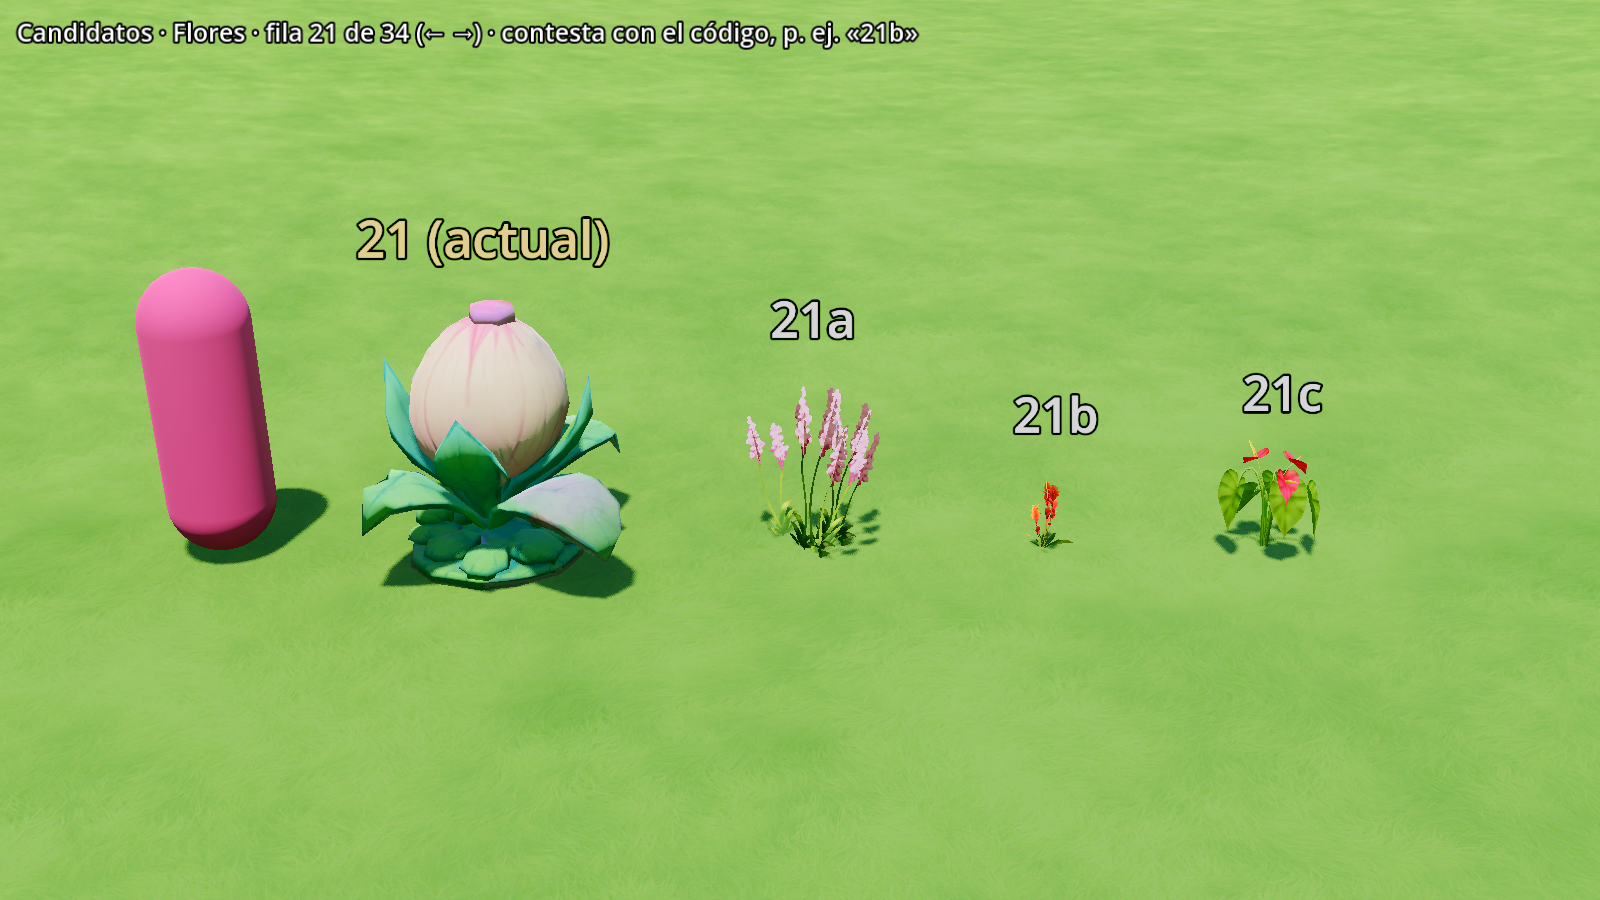 Candidatos · Flores · fila 21 de 34 (← →) · contesta con el código, p. ej. «21b»
21 (actual)
21a
21b
21c